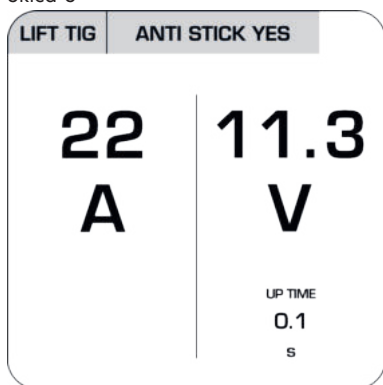 LIFT TIG ANTI STICK YES
22 11.3
A V
UP TIME
0.1
s